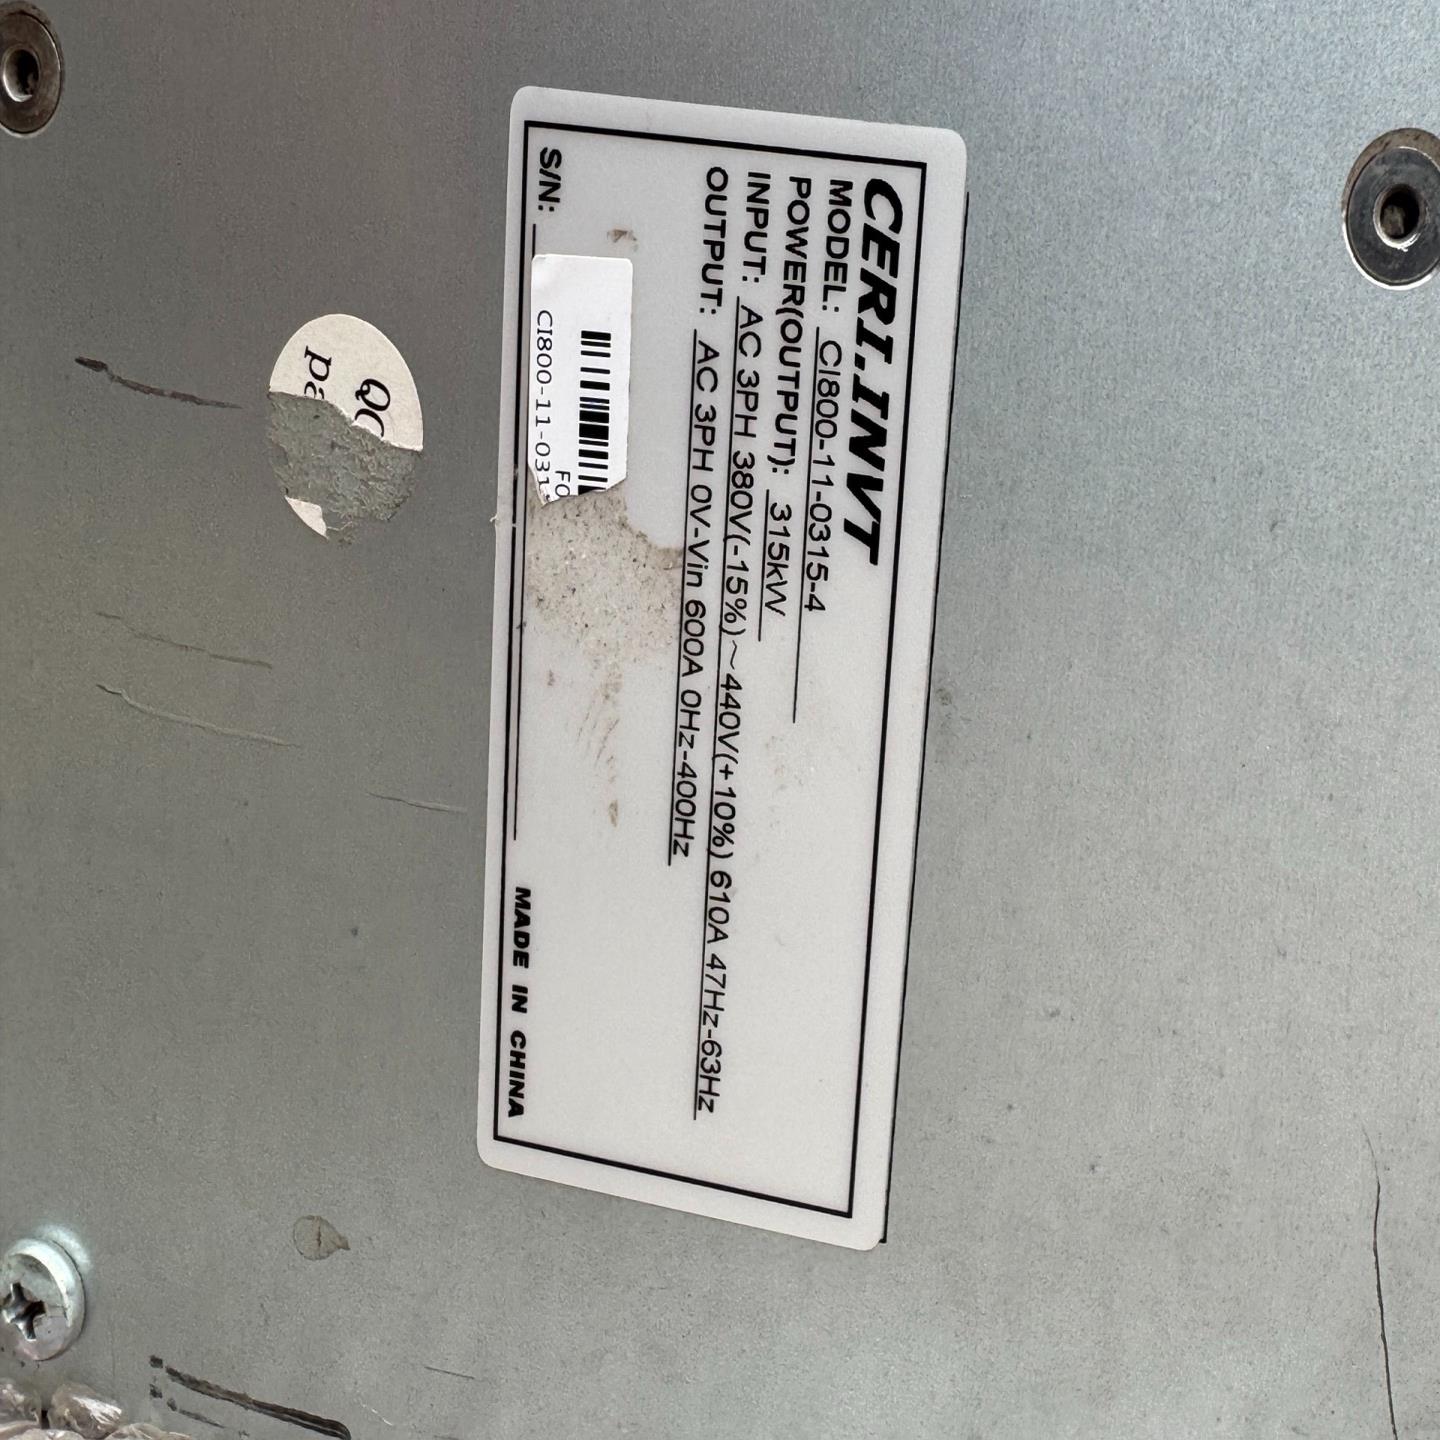 CERI.INVT
MODEL: CI800-11-0315-4
POWER(OUTPUT): 315kW
INPUT: AC 3PH 380V(-15%)~440V(+10%) 610A 47Hz-63Hz
OUTPUT: AC 3PH 0V-Vin 600A 0Hz-400Hz
S/N:
CI800-11-031
MADE IN CHINA